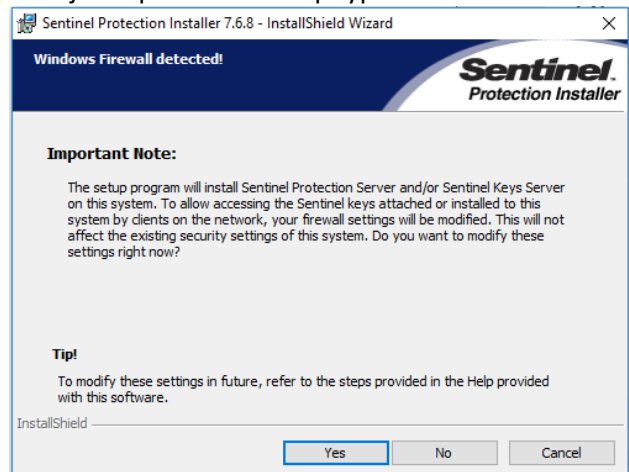 Sentinel Protection Installer 7.6.8 - InstallShield Wizard
Windows Firewall detected!
Sentinel.
Protection Installer
Important Note:
The setup program will install Sentinel Protection Server and/or Sentinel Keys Server
on this system. To allow accessing the Sentinel keys attached or installed to this
system by clients on the network, your firewall settings will be modified. This will not
affect the existing security settings of this system. Do you want to modify these
settings right now?
Tip!
To modify these settings in future, refer to the steps provided in the Help provided
with this software.
InstallShield
Yes No Cancel